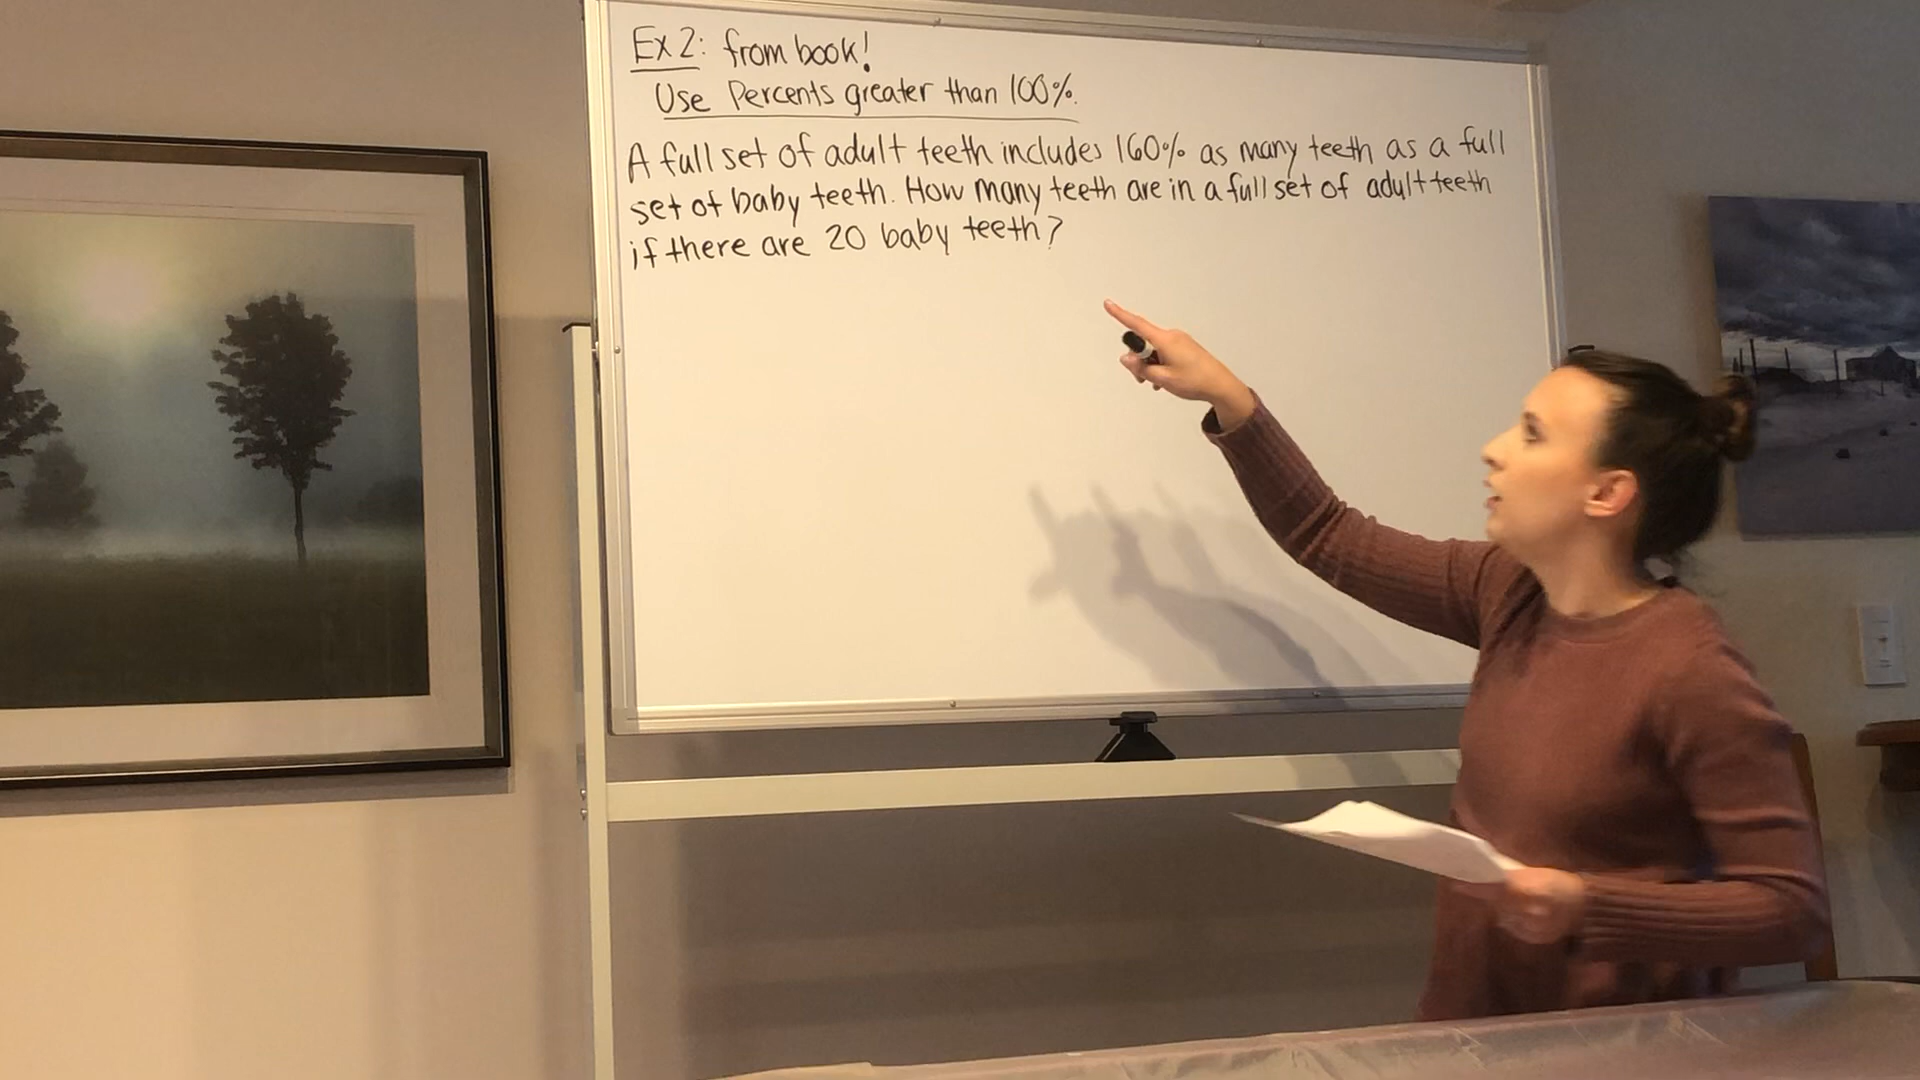 Ex 2: from book!
Use Percents greater than 100%.
A full set of adult teeth includes 160% as many teeth as a full
set of baby teeth. How many teeth are in a full set of adult teeth
if there are 20 baby teeth?